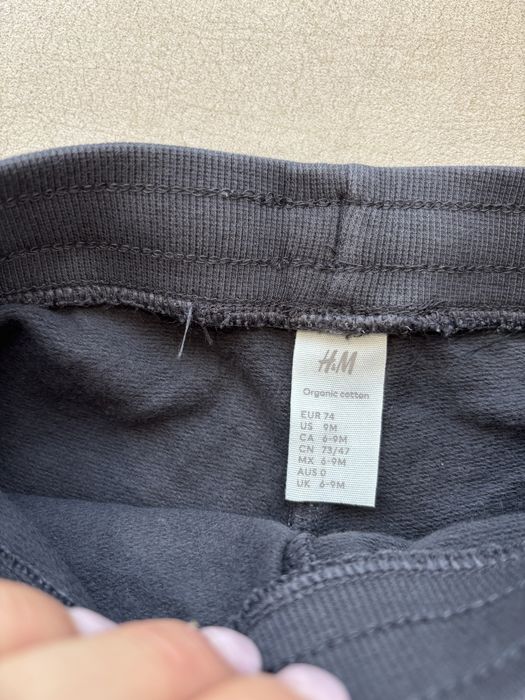 H&M
Organic cotton
EUR 74
US 9M
CA 6-9M
CN 73/47
MX 6-9M
AUS 0
UK 6-9M